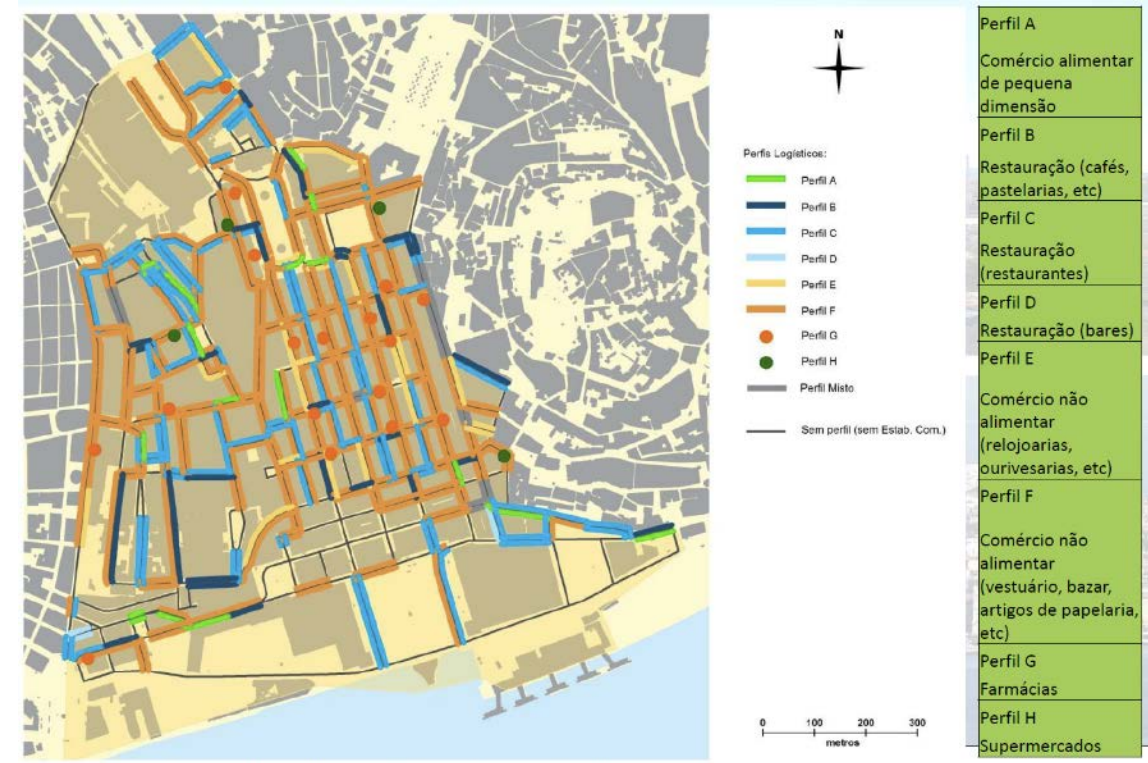 N
Perfis Logísticos:
Perfil A
Perfil B
Perfil C
Perfil D
Perfil E
Perfil F
Perfil G
Perfil H
Perfil Misto
Sem perfil (sem Estab. Com.)
0 100 200 300
metros
Perfil A
Comércio alimentar
de pequena
dimensão
Perfil B
Restauração (cafés,
pastelarias, etc)
Perfil C
Restauração
(restaurantes)
Perfil D
Restauração (bares)
Perfil E
Comércio não
alimentar
(relojoarias,
ourivesarias, etc)
Perfil F
Comércio não
alimentar
(vestuário, bazar,
artigos de papelaria,
etc)
Perfil G
Farmácias
Perfil H
Supermercados